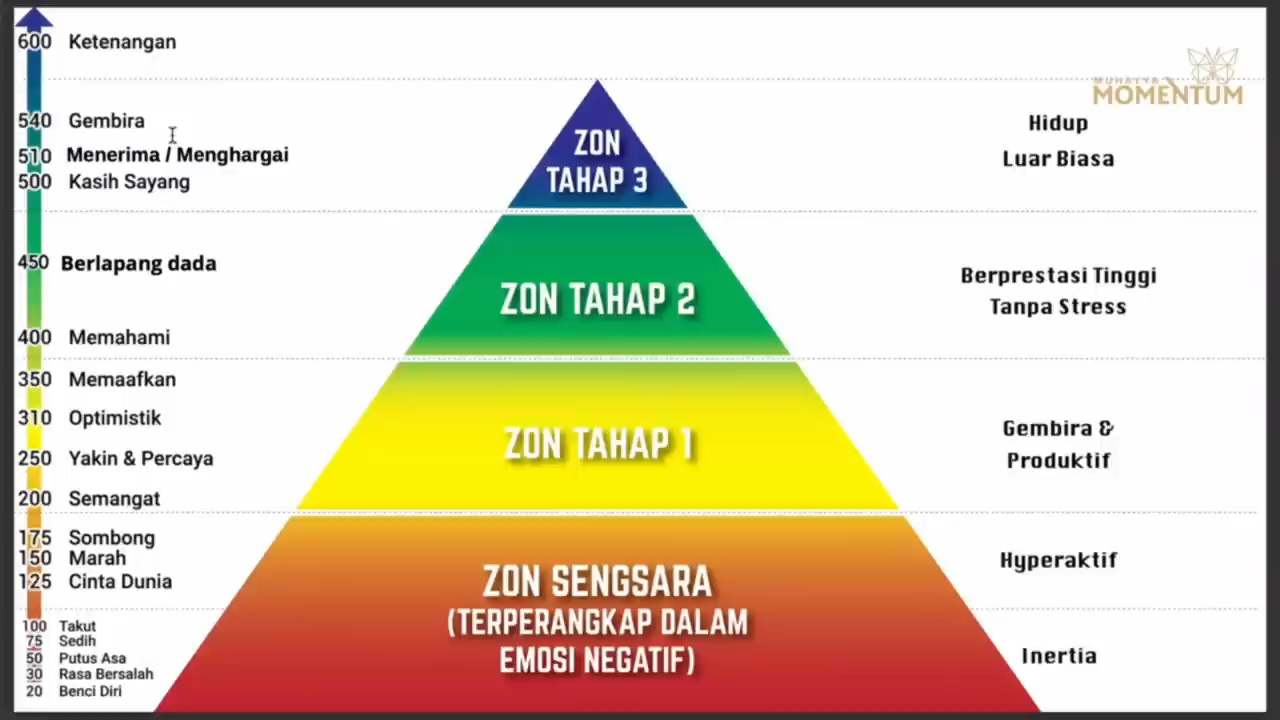 600 Ketenangan
MUHAYYA
MOMENTUM
540 Gembira
Hidup
Luar Biasa
510 Menerima / Menghargai
500 Kasih Sayang
ZON
TAHAP 3
450 Berlapang dada
Berprestasi Tinggi
Tanpa Stress
ZON TAHAP 2
400 Memahami
350 Memaafkan
310 Optimistik
250 Yakin & Percaya
200 Semangat
ZON TAHAP 1
Gembira &
Produktif
175 Sombong
150 Marah
125 Cinta Dunia
Hyperaktif
ZON SENGSARA
(TERPERANGKAP DALAM
EMOSI NEGATIF)
100 Takut
75 Sedih
50 Putus Asa
30 Rasa Bersalah
20 Benci Diri
Inertia